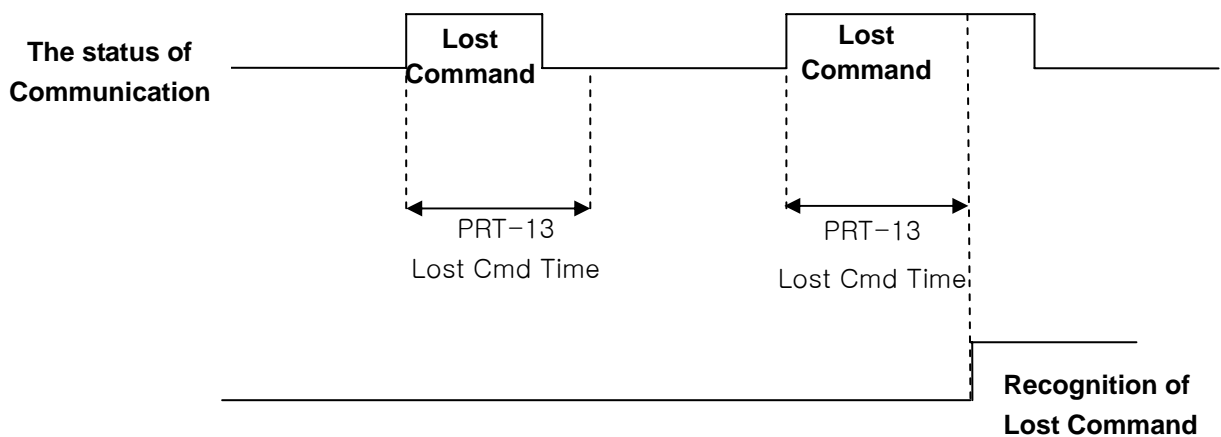 The status of
Communication
Lost
Command
Lost
Command
PRT-13
Lost Cmd Time
PRT-13
Lost Cmd Time
Recognition of
Lost Command